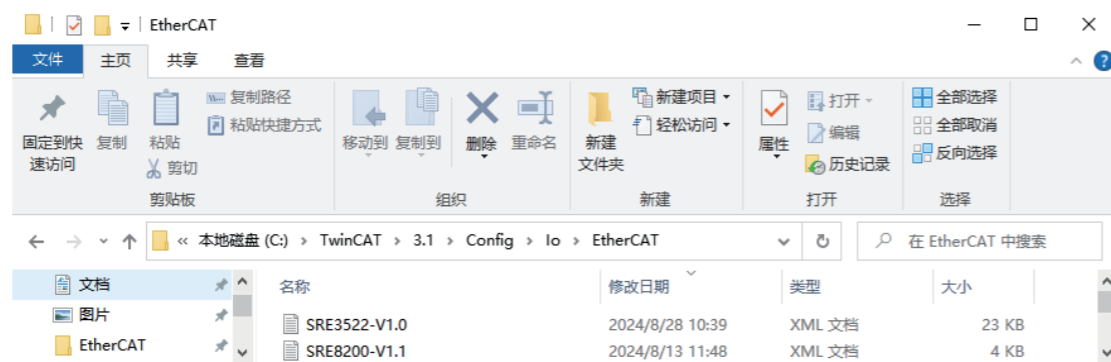 EtherCAT
文件 主页 共享 查看
固定到快速访问
复制
粘贴
复制路径
粘贴快捷方式
剪切
剪贴板
移动到
复制到
删除
重命名
组织
新建文件夹
新建项目
轻松访问
新建
属性
打开
编辑
历史记录
打开
全部选择
全部取消
反向选择
选择
« 本地磁盘 (C:) > TwinCAT > 3.1 > Config > Io > EtherCAT
在 EtherCAT 中搜索
文档
图片
EtherCAT
名称 修改日期 类型 大小
SRE3522-V1.0 2024/8/28 10:39 XML 文档 23 KB
SRE8200-V1.1 2024/8/13 11:48 XML 文档 4 KB